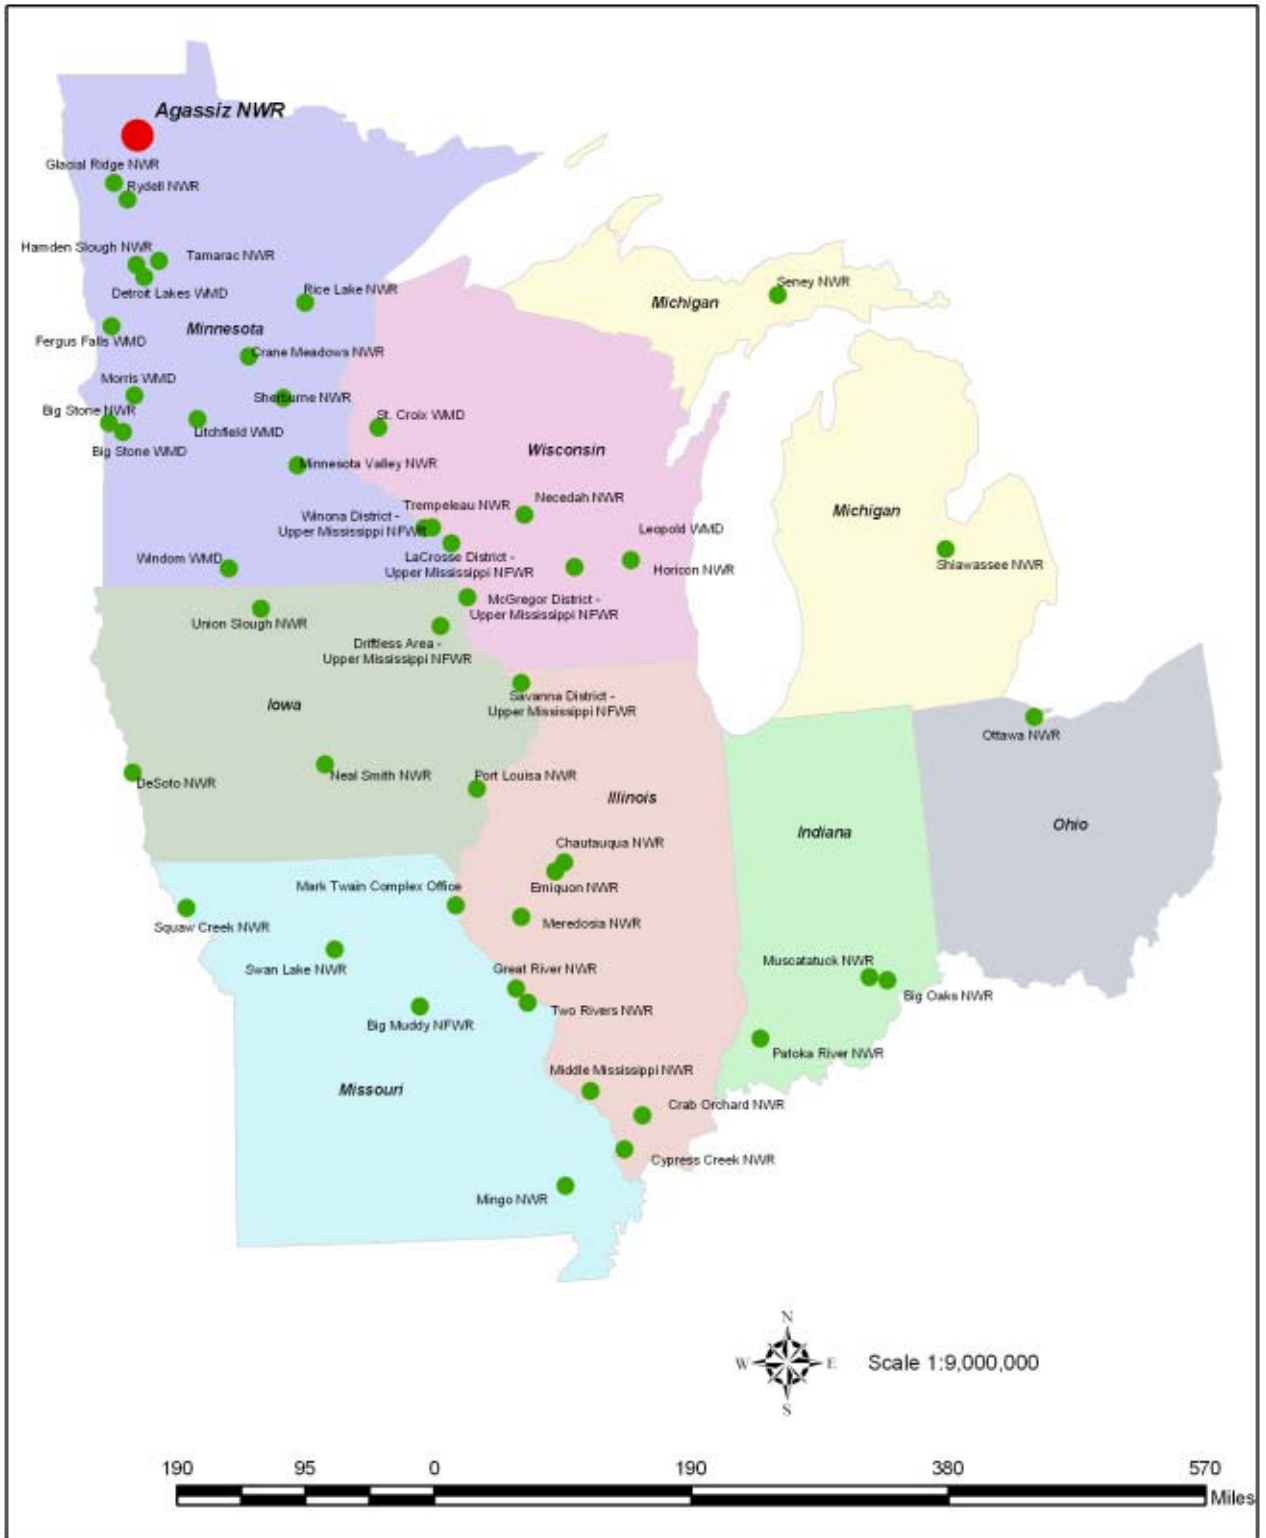 Agassiz NWR
Glacial Ridge NWR
Rydell NWR
Hamden Slough NWR
Tamarac NWR
Detroit Lakes WMD
Rice Lake NWR
Seney NWR
Michigan
Minnesota
Fergus Falls WMD
Crane Meadows NWR
Morris WMD
Sherburne NWR
Big Stone NWR
St. Croix WMD
Litchfield WMD
Big Stone WMD
Wisconsin
Minnesota Valley NWR
Trempeleau NWR
Necedah NWR
Winona District -
Upper Mississippi NFWR
Leopold WMD
Michigan
LaCrosse District -
Upper Mississippi NFWR
Horicon NWR
Shiawassee NWR
Windom WMD
McGregor District -
Upper Mississippi NFWR
Union Slough NWR
Driftless Area -
Upper Mississippi NFWR
Savanna District -
Upper Mississippi NFWR
Iowa
Ottawa NWR
DeSoto NWR
Neal Smith NWR
Port Louisa NWR
Illinois
Indiana
Ohio
Chautauqua NWR
Mark Twain Complex Office
Emiquon NWR
Squaw Creek NWR
Meredosia NWR
Swan Lake NWR
Great River NWR
Muscatatuck NWR
Big Oaks NWR
Two Rivers NWR
Big Muddy NFWR
Patoka River NWR
Middle Mississippi NWR
Missouri
Crab Orchard NWR
Cypress Creek NWR
Mingo NWR
N
W E
S
Scale 1:9,000,000
190 95 0 190 380 570
Miles